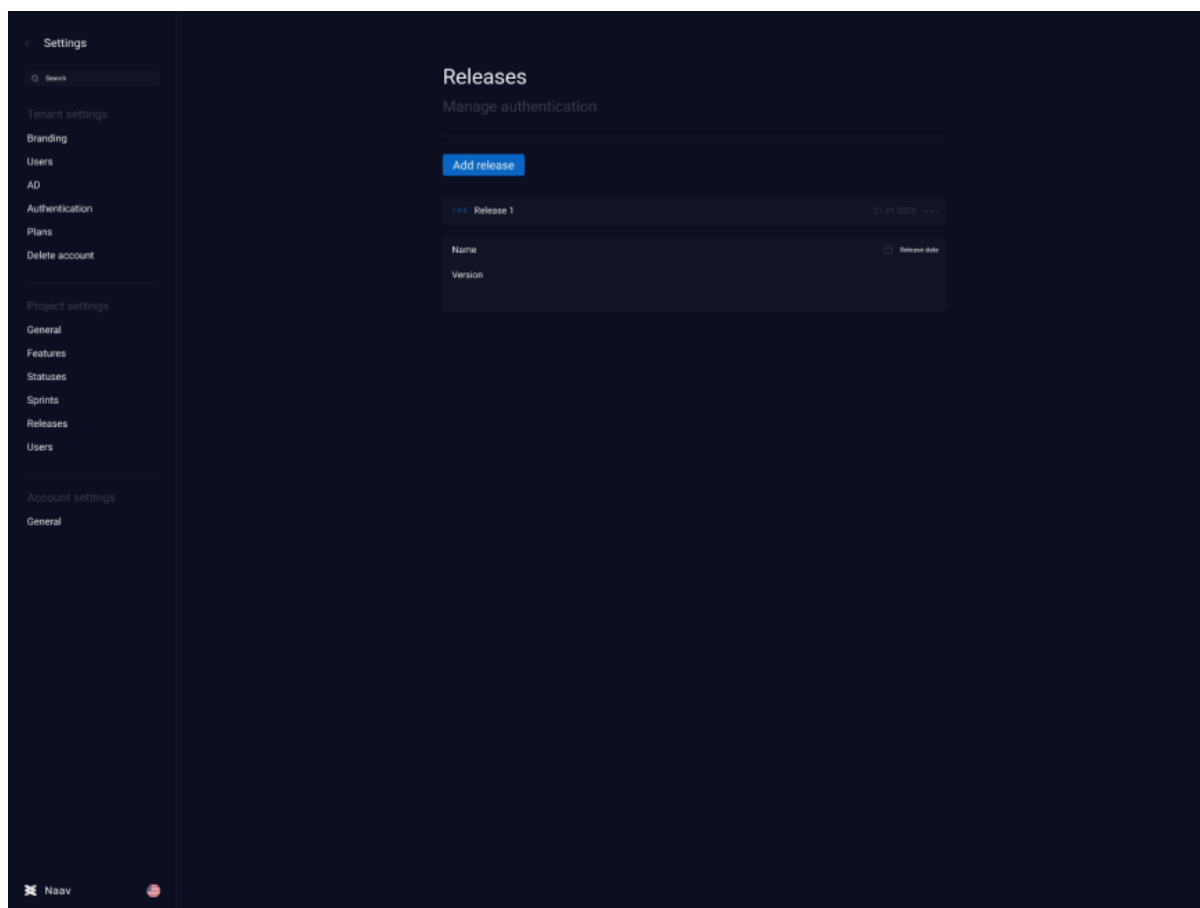 Settings
Search
Tenant settings
Branding
Users
AD
Authentication
Plans
Delete account
Project settings
General
Features
Statuses
Sprints
Releases
Users
Account settings
General
Naav
Releases
Manage authentication
Add release
Release 1 21.01.2023
Name Release date
Version